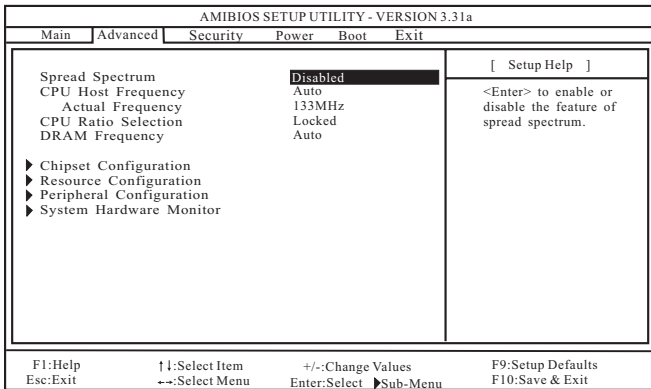 AMIBIOS SETUP UTILITY - VERSION 3.31a
Main Advanced Security Power Boot Exit
Spread Spectrum Disabled
CPU Host Frequency Auto
Actual Frequency 133MHz
CPU Ratio Selection Locked
DRAM Frequency Auto
Chipset Configuration
Resource Configuration
Peripheral Configuration
System Hardware Monitor
[ Setup Help ]
<Enter> to enable or
disable the feature of
spread spectrum.
F1:Help ↑↓:Select Item +/-:Change Values F9:Setup Defaults
Esc:Exit ←→:Select Menu Enter:Select ▶Sub-Menu F10:Save & Exit